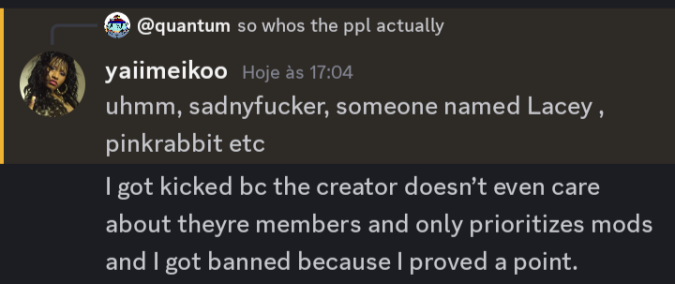 @quantum so whos the ppl actually
yaiimeikoo Hoje às 17:04
uhmm, sadnyfucker, someone named Lacey ,
pinkrabbit etc
I got kicked bc the creator doesn’t even care
about theyre members and only prioritizes mods
and I got banned because I proved a point.